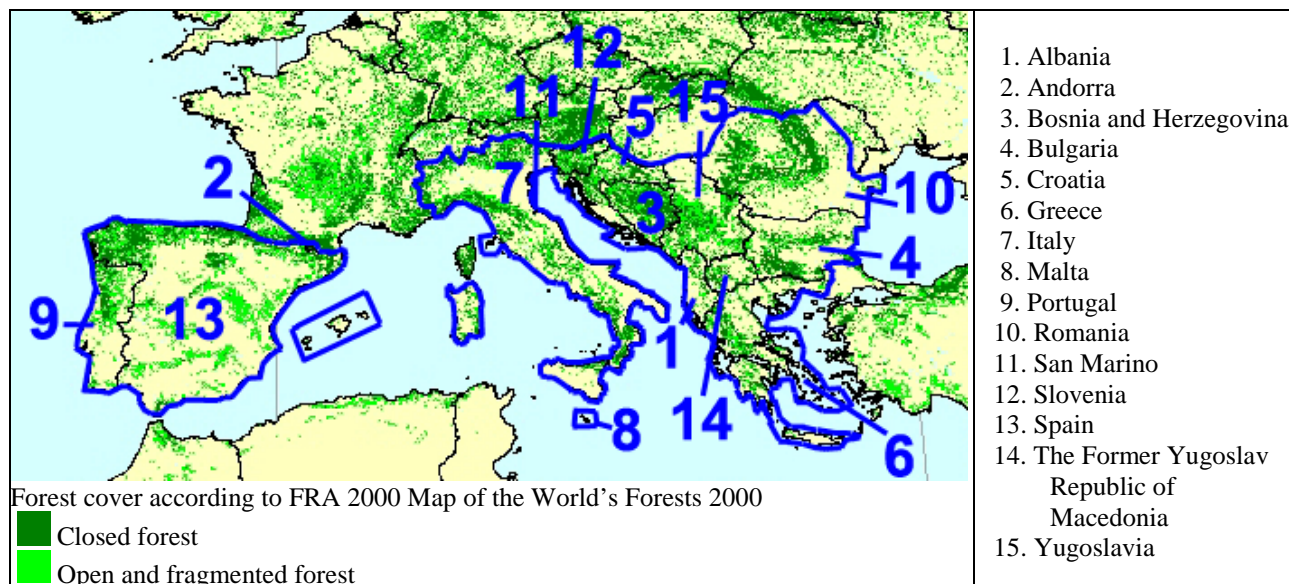 12
11
15
5
2
7
3
10
4
9
13
1
14
8
6
Forest cover according to FRA 2000 Map of the World’s Forests 2000
Closed forest
Open and fragmented forest
1. Albania
2. Andorra
3. Bosnia and Herzegovina
4. Bulgaria
5. Croatia
6. Greece
7. Italy
8. Malta
9. Portugal
10. Romania
11. San Marino
12. Slovenia
13. Spain
14. The Former Yugoslav
Republic of
Macedonia
15. Yugoslavia